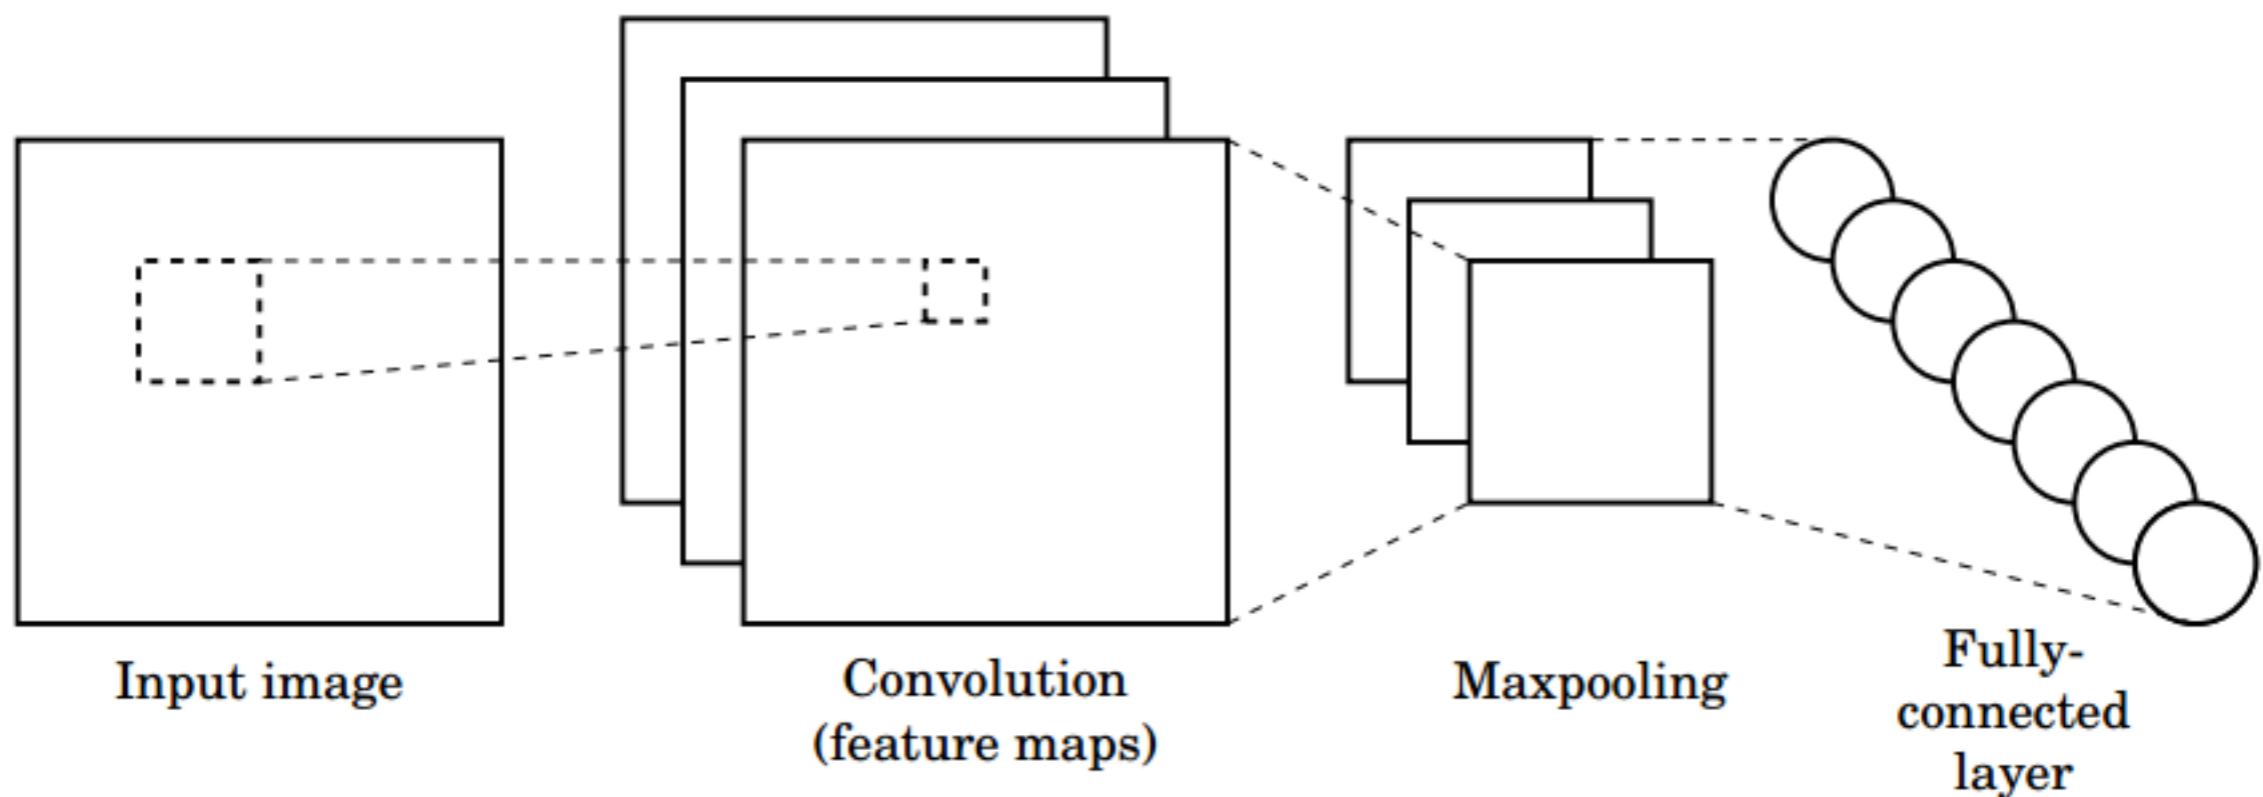 Input image
Convolution
(feature maps)
Maxpooling
Fully-
connected
layer